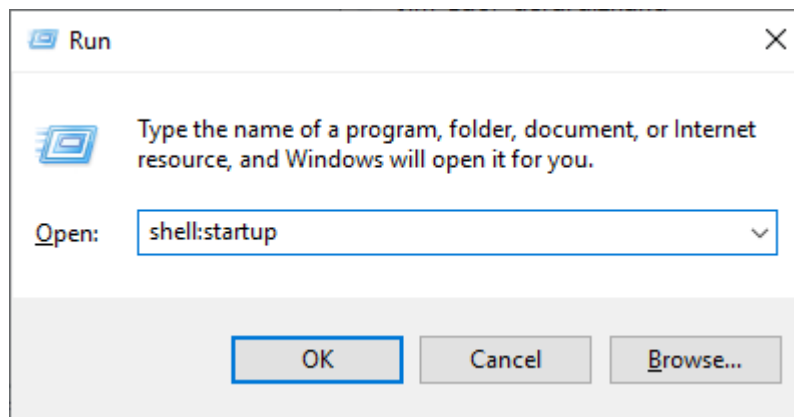 Run
Type the name of a program, folder, document, or Internet
resource, and Windows will open it for you.
Open: shell:startup
OK Cancel Browse...